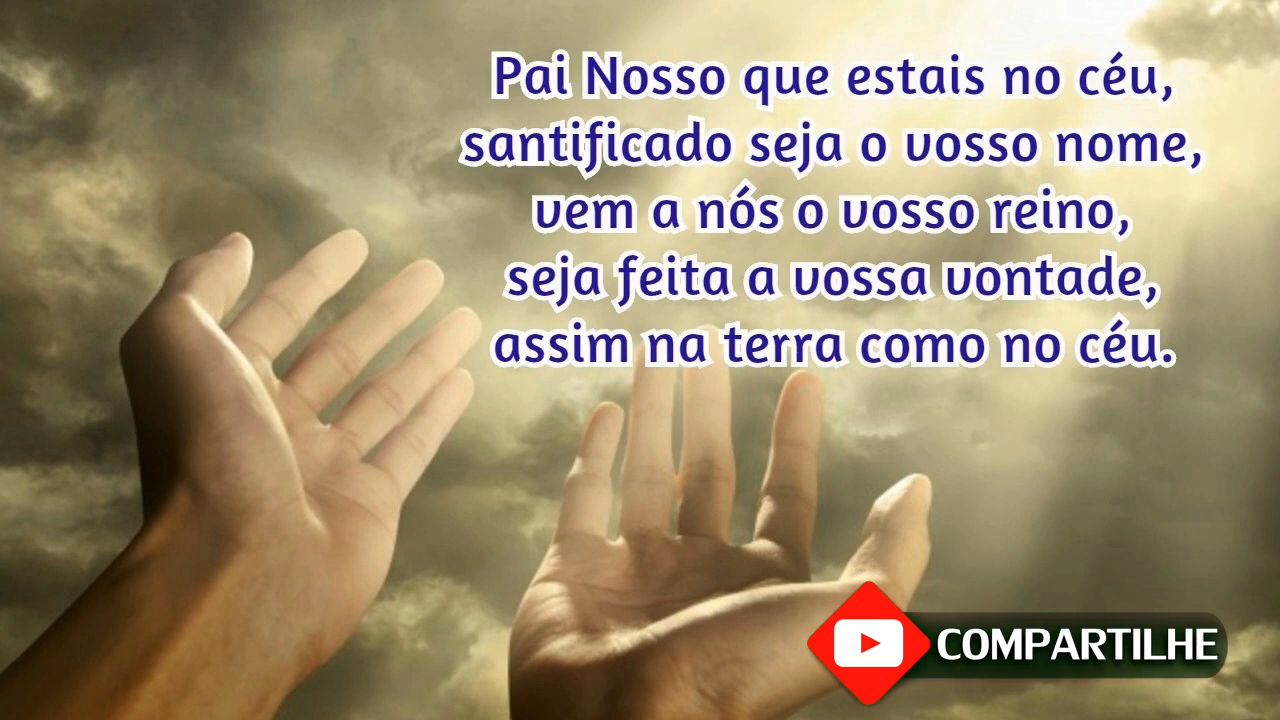 Pai Nosso que estais no céu,
santificado seja o vosso nome,
vem a nós o vosso reino,
seja feita a vossa vontade,
assim na terra como no céu.
COMPARTILHE